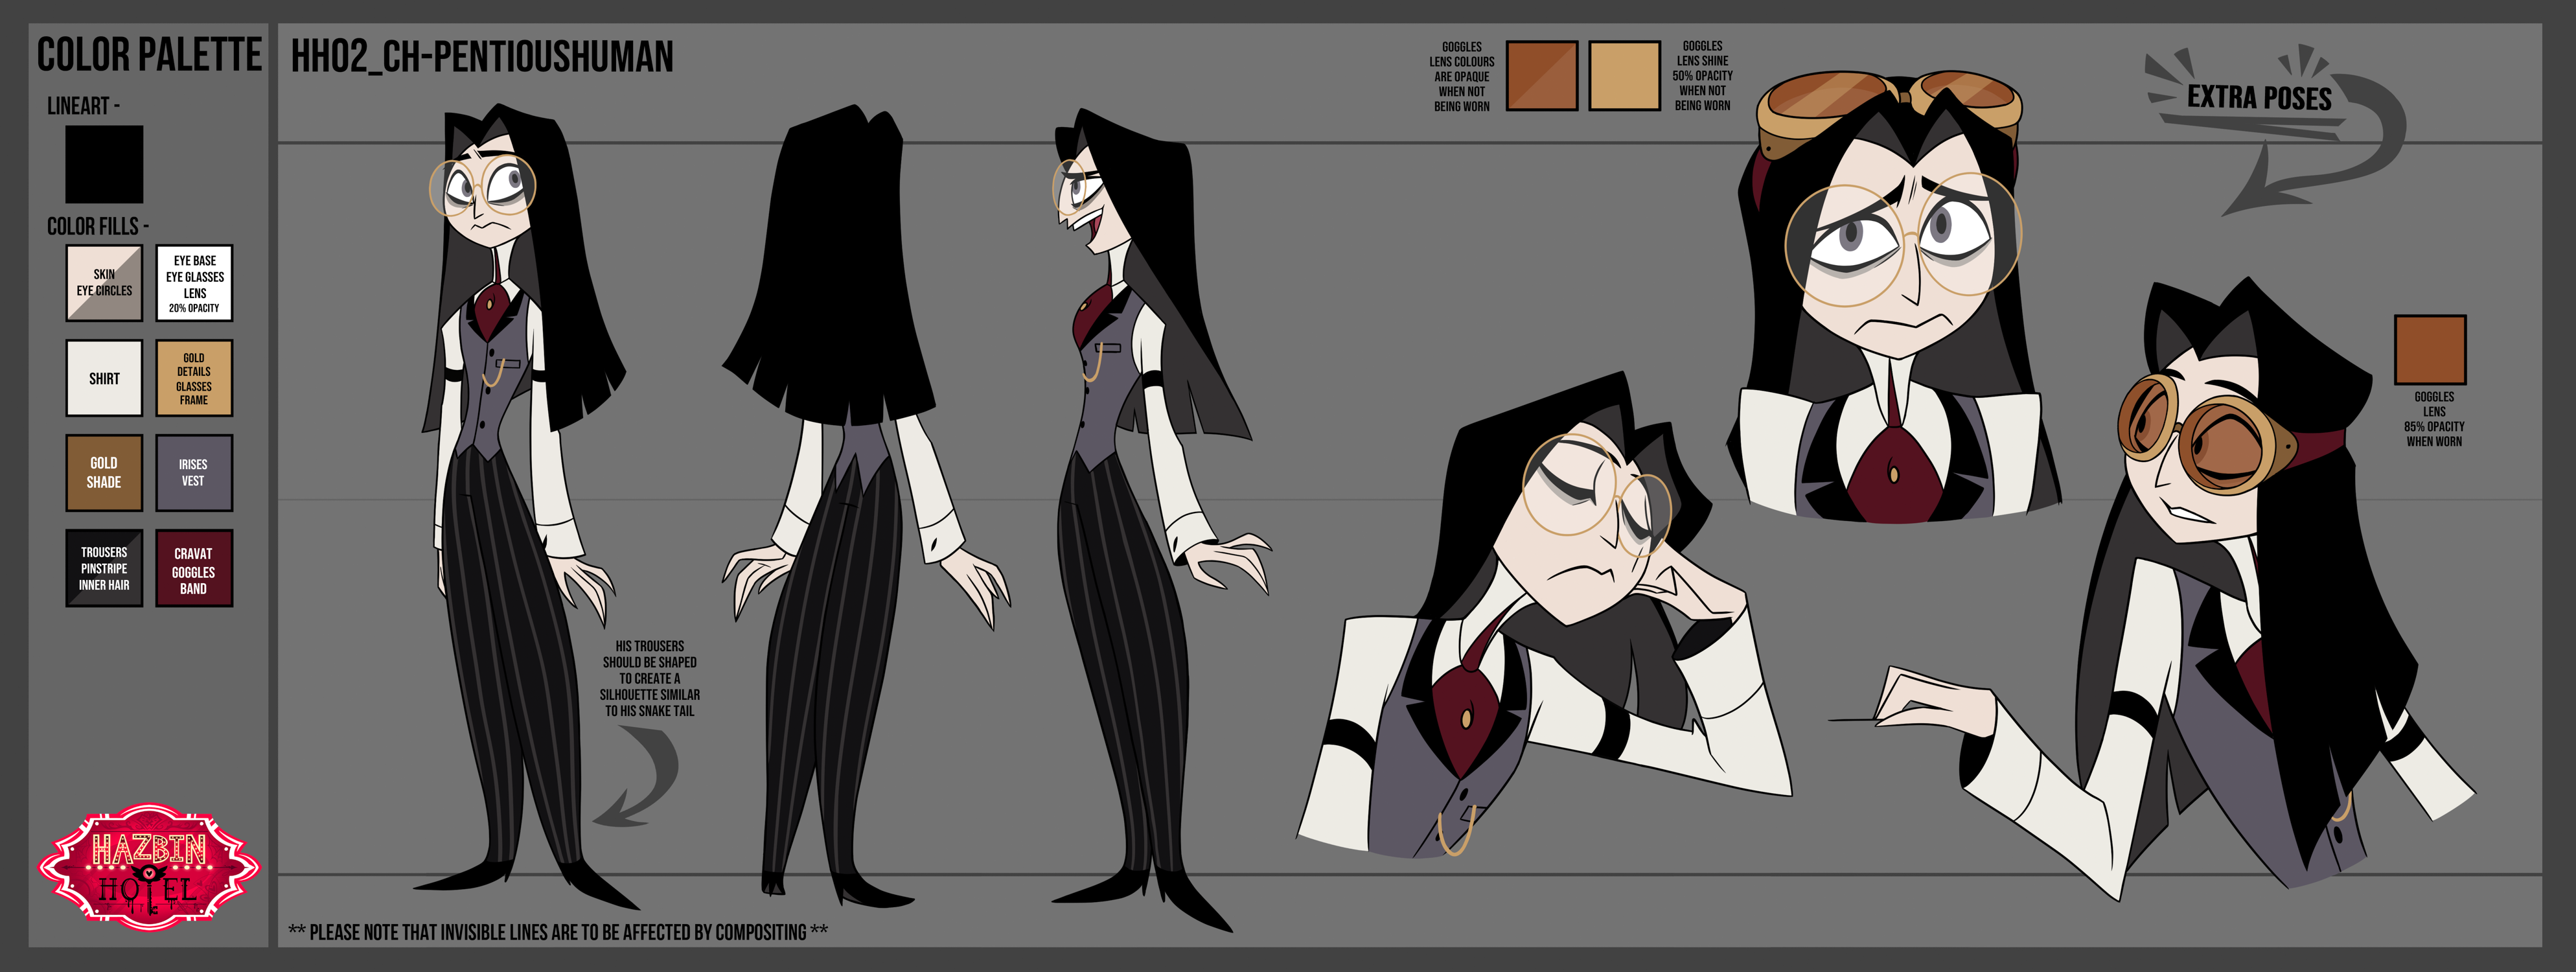 COLOR PALETTE
LINEART -
COLOR FILLS -
SKIN
EYE CIRCLES
EYE BASE
EYE GLASSES
LENS
20% OPACITY
SHIRT
GOLD
DETAILS
GLASSES
FRAME
GOLD
SHADE
IRISES
VEST
TROUSERS
PINSTRIPE
INNER HAIR
CRAVAT
GOGGLES
BAND
HAZBIN
HOTEL
HH02_CH-PENTIOUSHUMAN
HIS TROUSERS
SHOULD BE SHAPED
TO CREATE A
SILHOUETTE SIMILAR
TO HIS SNAKE TAIL
** PLEASE NOTE THAT INVISIBLE LINES ARE TO BE AFFECTED BY COMPOSITING **
GOGGLES
LENS COLOURS
ARE OPAQUE
WHEN NOT
BEING WORN
GOGGLES
LENS SHINE
50% OPACITY
WHEN NOT
BEING WORN
EXTRA POSES
GOGGLES
LENS
85% OPACITY
WHEN WORN